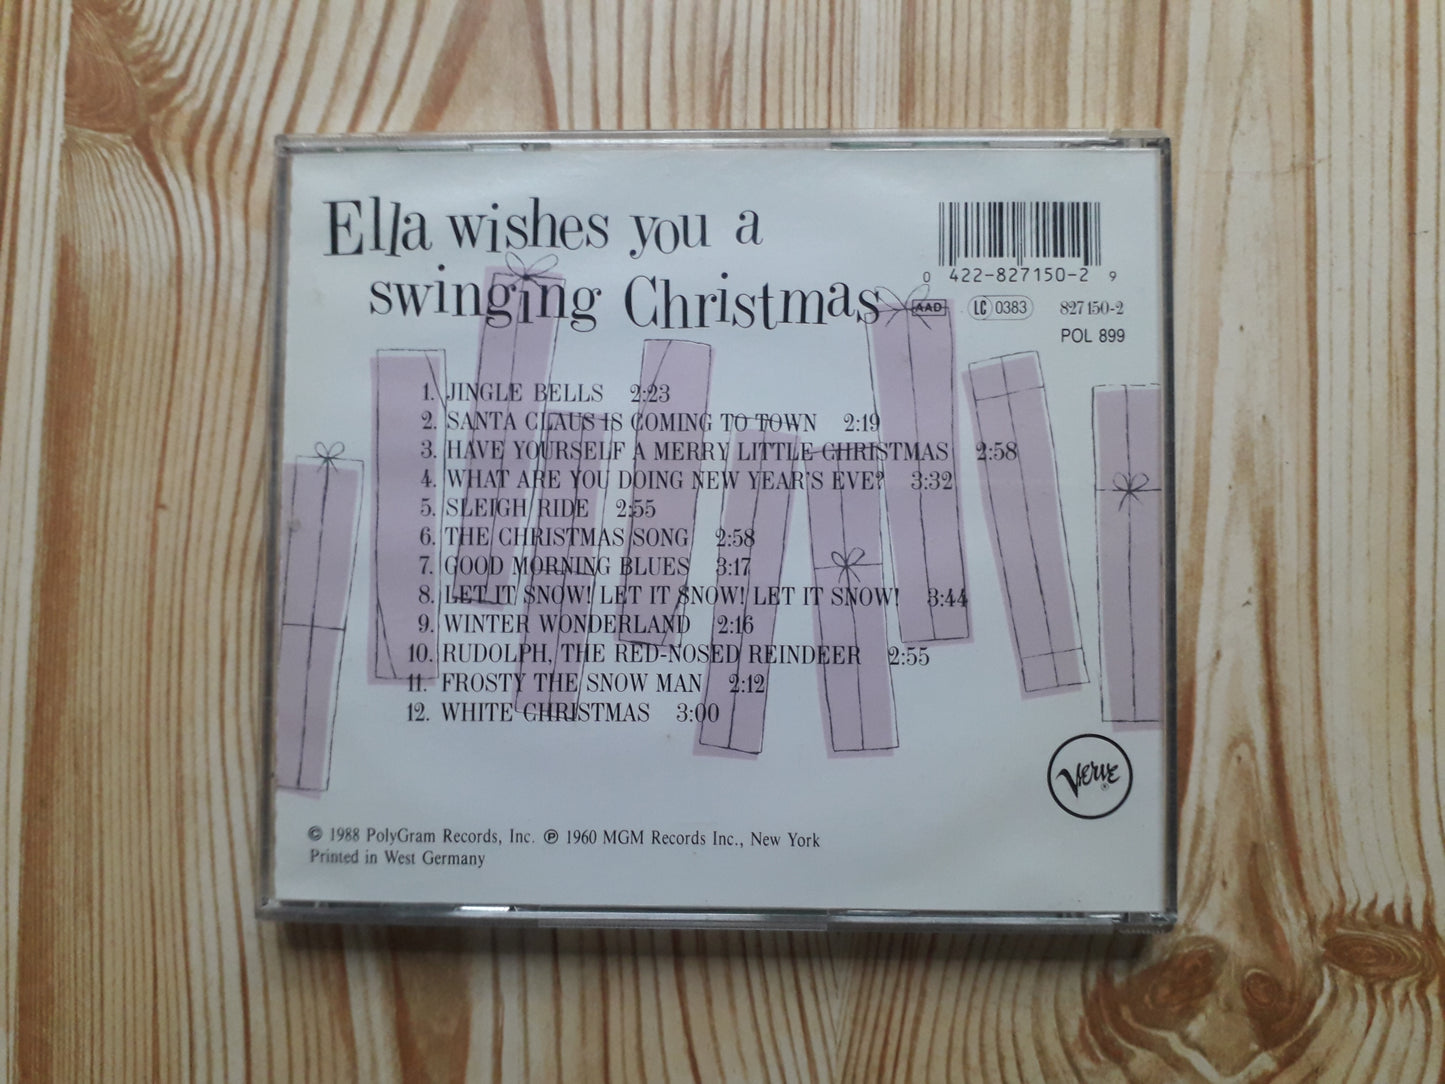 Ella wishes you a
swinging Christmas
0 422-827150-2 9
AAD LC 0383 827 150-2
POL 899
1. JINGLE BELLS 2:23
2. SANTA CLAUS IS COMING TO TOWN 2:19
3. HAVE YOURSELF A MERRY LITTLE CHRISTMAS 2:58
4. WHAT ARE YOU DOING NEW YEAR'S EVE? 3:32
5. SLEIGH RIDE 2:55
6. THE CHRISTMAS SONG 2:58
7. GOOD MORNING BLUES 3:17
8. LET IT SNOW! LET IT SNOW! LET IT SNOW! 3:44
9. WINTER WONDERLAND 2:16
10. RUDOLPH, THE RED-NOSED REINDEER 2:55
11. FROSTY THE SNOW MAN 2:12
12. WHITE CHRISTMAS 3:00
VERVE ®
© 1988 PolyGram Records, Inc. ℗ 1960 MGM Records Inc., New York
Printed in West Germany